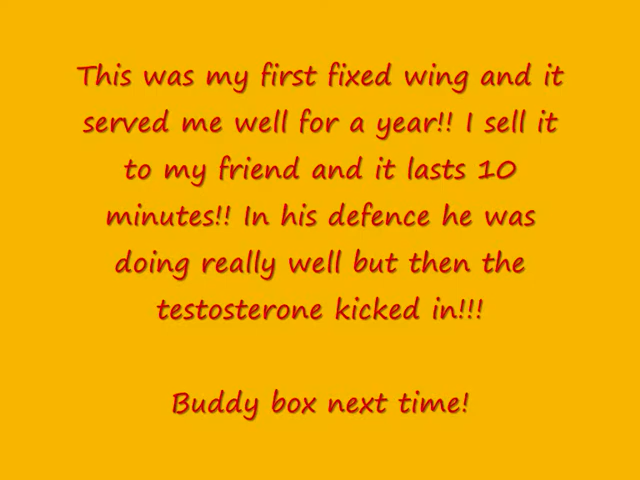 This was my first fixed wing and it
served me well for a year!! I sell it
to my friend and it lasts 10
minutes!! In his defence he was
doing really well but then the
testosterone kicked in!!!
Buddy box next time!